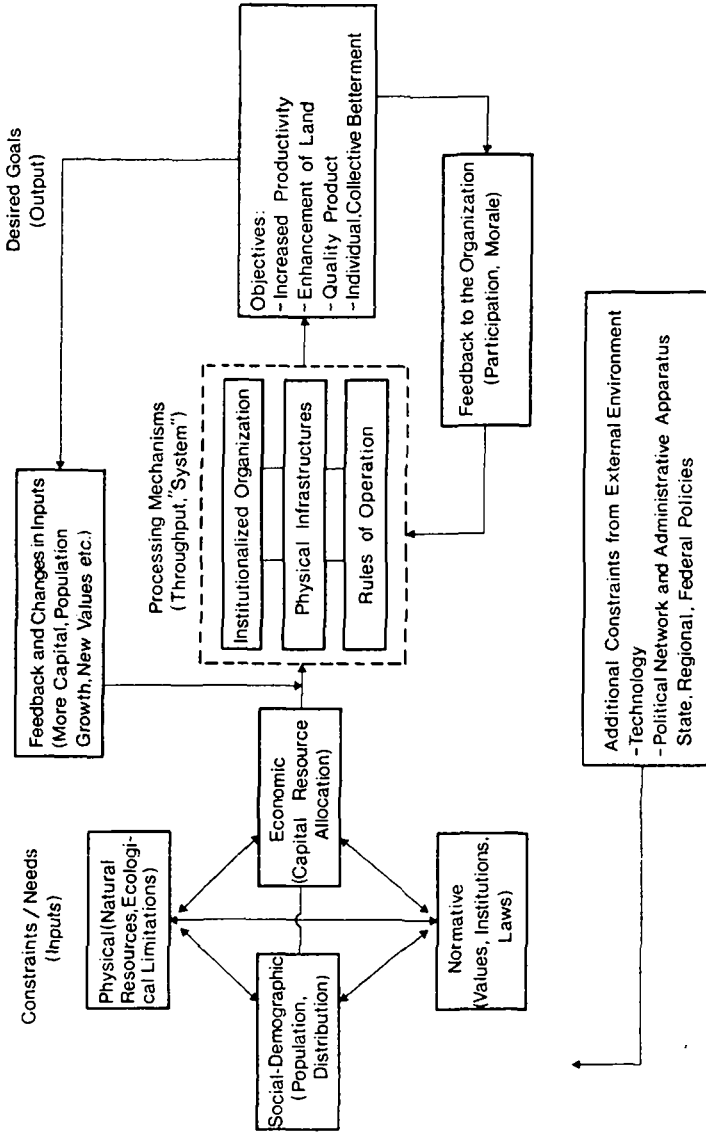 Constraints / Needs
(Inputs)
Physical (Natural
Resources, Ecologi-
cal Limitations)
Social-Demographic
(Population,
Distribution)
Economic
(Capital Resource
Allocation)
Normative
(Values, Institutions,
Laws)
Feedback and Changes in Inputs
(More Capital, Population
Growth, New Values etc.)
Processing Mechanisms
(Throughput, "System")
Institutionalized Organization
Physical Infrastructures
Rules of Operation
Desired Goals
(Output)
Objectives:
- Increased Productivity
- Enhancement of Land
- Quality Product
- Individual, Collective Betterment
Feedback to the Organization
(Participation, Morale)
Additional Constraints from External Environment
- Technology
- Political Network and Administrative Apparatus
State, Regional, Federal Policies